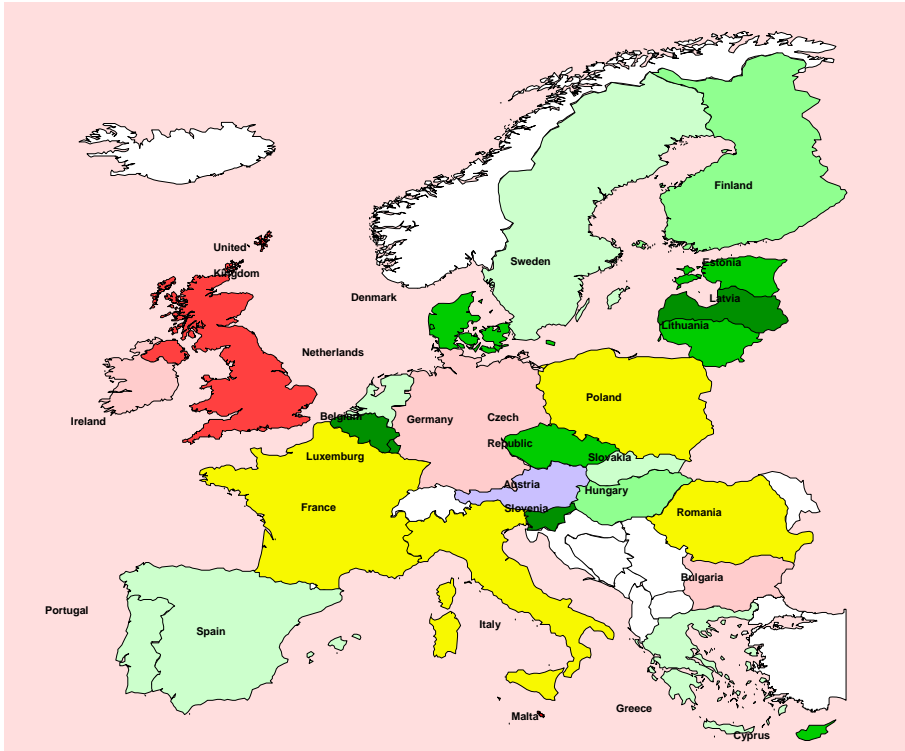 Finland
United
Kingdom
Sweden
Estonia
Denmark
Latvia
Lithuania
Netherlands
Poland
Ireland
Belgium
Germany
Czech
Republic
Luxemburg
Slovakia
Austria
Hungary
France
Slovenia
Romania
Bulgaria
Portugal
Spain
Italy
Greece
Malta
Cyprus